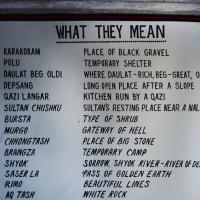 WHAT THEY MEAN
KARAKORAM PLACE OF BLACK GRAVEL
POLU TEMPORARY SHELTER
DAULAT BEG OLDI WHERE DAULAT-RICH, BEG-GREAT, O
DEPSANG LONG OPEN PLACE AFTER A SLOPE
QAZI LANGAR KITCHEN RUN BY A QAZI
SULTAN CHUSHKU SULTAN'S RESTING PLACE NEAR A NAL
BURSTA TYPE OF SHRUB
MURGO GATEWAY OF HELL
CHHONGTASH PLACE OF BIG STONE
BRANGZA TEMPORARY CAMP
SHYOK SORROW, SHYOK RIVER-RIVER OF DE
SASER LA PASS OF GOLDEN EARTH
RIMO BEAUTIFUL LINES
AQ TASH WHITE ROCK